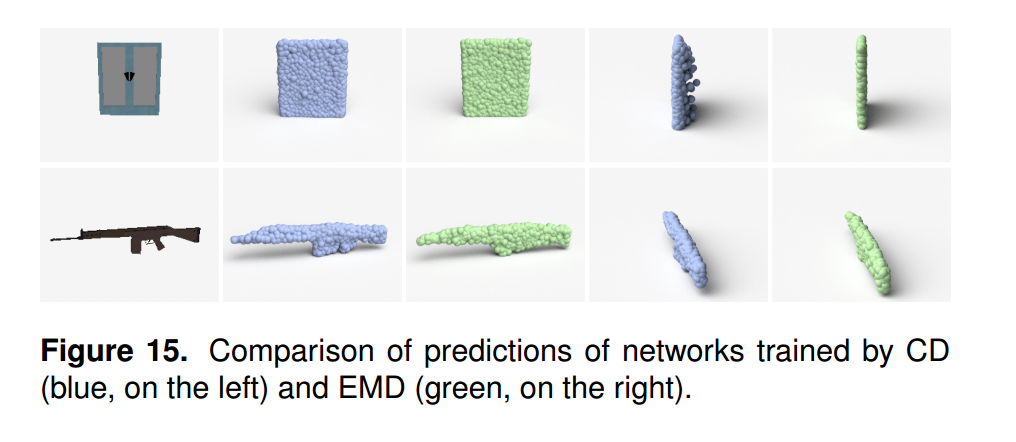 Figure 15. Comparison of predictions of networks trained by CD
(blue, on the left) and EMD (green, on the right).